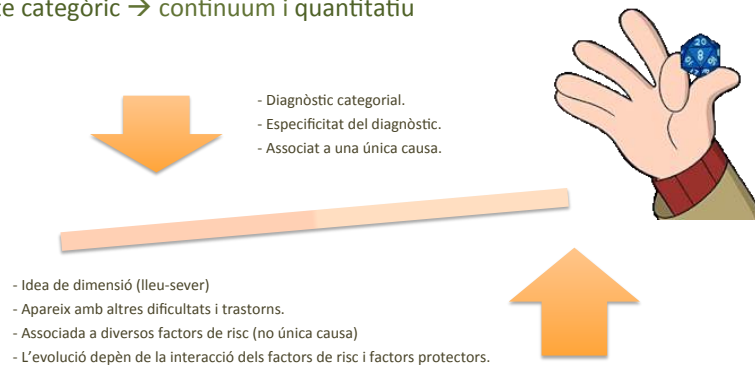 te categòric → continuum i quantitatiu
20
8
- Diagnòstic categorial.
- Especificitat del diagnòstic.
- Associat a una única causa.
- Idea de dimensió (lleu-sever)
- Apareix amb altres dificultats i trastorns.
- Associada a diversos factors de risc (no única causa)
- L'evolució depèn de la interacció dels factors de risc i factors protectors.